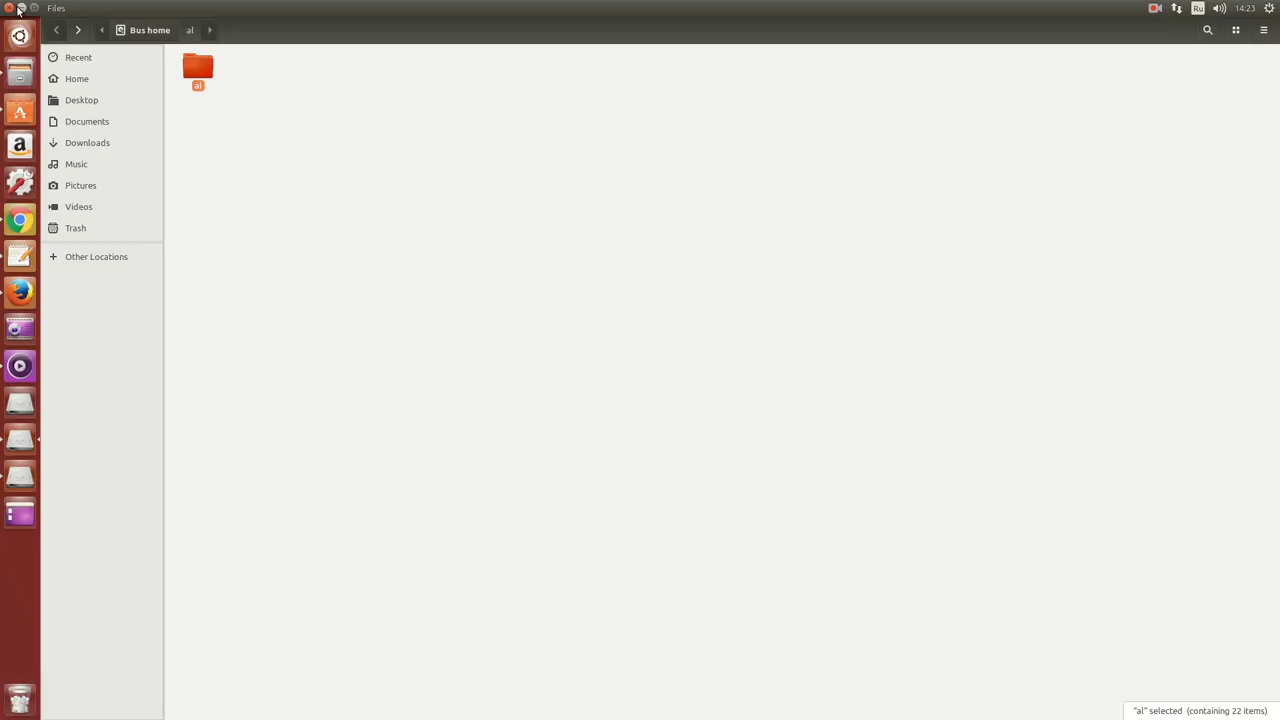 Files
Ru
14:23
Bus home
al
Recent
Home
Desktop
Documents
Downloads
Music
Pictures
Videos
Trash
Other Locations
al
"al" selected (containing 22 items)